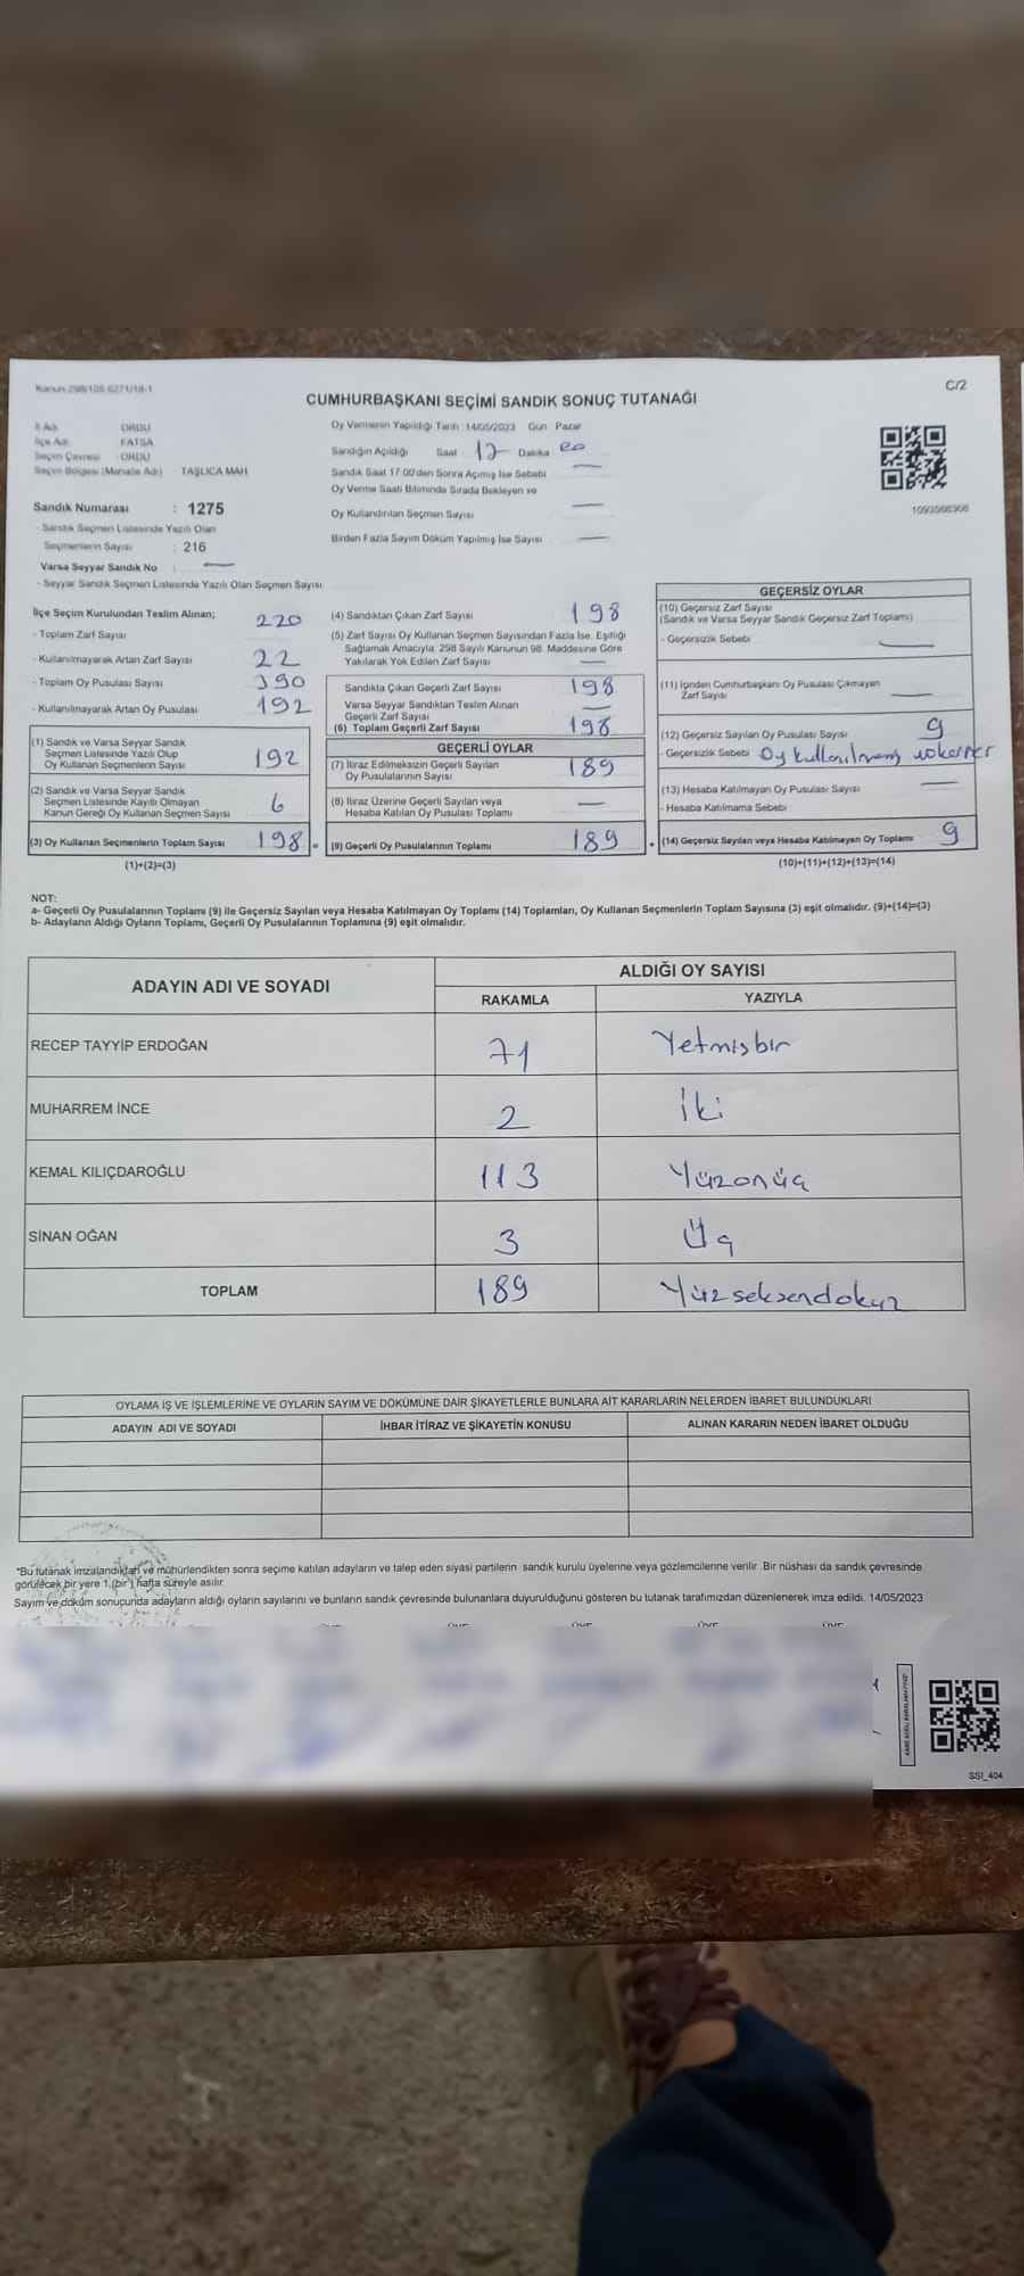 Kanun 298/105 6271/18-1
C/2
CUMHURBAŞKANI SEÇİMİ SANDIK SONUÇ TUTANAĞI
İl Adı ORDU
İlçe Adı FATSA
Seçim Çevresi ORDU
Seçim Bölgesi (Mahalle Adı) TAŞLICA MAH
Sandık Numarası : 1275
- Sandık Seçmen Listesinde Yazılı Olan
Seçmenlerin Sayısı : 216
Varsa Seyyar Sandık No : —
- Seyyar Sandık Seçmen Listesinde Yazılı Olan Seçmen Sayısı
Oy Vermenin Yapıldığı Tarih :14/05/2023 Gün Pazar
Sandığın Açıldığı Saat 17 Dakika 00
Sandık Saat 17:00'den Sonra Açımış İse Sebebi —
Oy Verme Saati Bitiminde Sırada Bekleyen ve
Oy Kullandırılan Seçmen Sayısı —
Birden Fazla Sayım Döküm Yapılmış İse Sayısı —
İlçe Seçim Kurulundan Teslim Alınan;
- Toplam Zarf Sayısı 220
- Kullanılmayarak Artan Zarf Sayısı 22
- Toplam Oy Pusulası Sayısı 390
- Kullanılmayarak Artan Oy Pusulası 192
(1) Sandık ve Varsa Seyyar Sandık
Seçmen Listesinde Yazılı Olup
Oy Kullanan Seçmenlerin Sayısı 192
(2) Sandık ve Varsa Seyyar Sandık
Seçmen Listesinde Kayıtlı Olmayan
Kanun Gereği Oy Kullanan Seçmen Sayısı 6
(3) Oy Kullanan Seçmenlerin Toplam Sayısı 198
(1)+(2)=(3)
(4) Sandıktan Çıkan Zarf Sayısı 198
(5) Zarf Sayısı Oy Kullanan Seçmen Sayısından Fazla İse, Eşitliği
Sağlamak Amacıyla, 298 Sayılı Kanunun 98. Maddesine Göre
Yakılarak Yok Edilen Zarf Sayısı —
Sandıkta Çıkan Geçerli Zarf Sayısı 198
Varsa Seyyar Sandıktan Teslim Alınan
Geçerli Zarf Sayısı —
(6) Toplam Geçerli Zarf Sayısı 198
GEÇERLİ OYLAR
(7) İtiraz Edilmeksizin Geçerli Sayılan
Oy Pusulalarının Sayısı 189
(8) İtiraz Üzerine Geçerli Sayılan veya
Hesaba Katılan Oy Pusulası Toplamı —
(9) Geçerli Oy Pusulalarının Toplamı 189
GEÇERSİZ OYLAR
(10) Geçersiz Zarf Sayısı
(Sandık ve Varsa Seyyar Sandık Geçersiz Zarf Toplamı)
- Geçersizlik Sebebi —
(11) İçinden Cumhurbaşkanı Oy Pusulası Çıkmayan
Zarf Sayısı —
(12) Geçersiz Sayılan Oy Pusulası Sayısı 9
- Geçersizlik Sebebi Oy kullanılmamış
(13) Hesaba Katılmayan Oy Pusulası Sayısı —
- Hesaba Katılmama Sebebi
(14) Geçersiz Sayılan veya Hesaba Katılmayan Oy Toplamı 9
(10)+(11)+(12)+(13)=(14)
NOT:
a- Geçerli Oy Pusulalarının Toplamı (9) ile Geçersiz Sayılan veya Hesaba Katılmayan Oy Toplamı (14) Toplamları, Oy Kullanan Seçmenlerin Toplam Sayısına (3) eşit olmalıdır. (9)+(14)=(3)
b- Adayların Aldığı Oyların Toplamı, Geçerli Oy Pusulalarının Toplamına (9) eşit olmalıdır.
ADAYIN ADI VE SOYADI
ALDIĞI OY SAYISI
RAKAMLA YAZIYLA
RECEP TAYYİP ERDOĞAN 71 Yetmişbir
MUHARREM İNCE 2 İki
KEMAL KILIÇDAROĞLU 113 Yüzonüç
SİNAN OĞAN 3 Üç
TOPLAM 189 Yüzseksendokuz
OYLAMA İŞ VE İŞLEMLERİNE VE OYLARIN SAYIM VE DÖKÜMÜNE DAİR ŞİKAYETLERLE BUNLARA AİT KARARLARIN NELERDEN İBARET BULUNDUKLARI
ADAYIN ADI VE SOYADI İHBAR İTİRAZ VE ŞİKAYETİN KONUSU ALINAN KARARIN NEDEN İBARET OLDUĞU
*Bu tutanak imzalandıktan ve mühürlendikten sonra seçime katılan adayların ve talep eden siyasi partilerin sandık kurulu üyelerine veya gözlemcilerine verilir. Bir nüshası da sandık çevresinde
görülecek bir yere 1 (bir) hafta süreyle asılır.
Sayım ve döküm sonucunda adayların aldığı oyların sayılarını ve bunların sandık çevresinde bulunanlara duyurulduğunu gösteren bu tutanak tarafımızdan düzenlenerek imza edildi. 14/05/2023
SSI_404